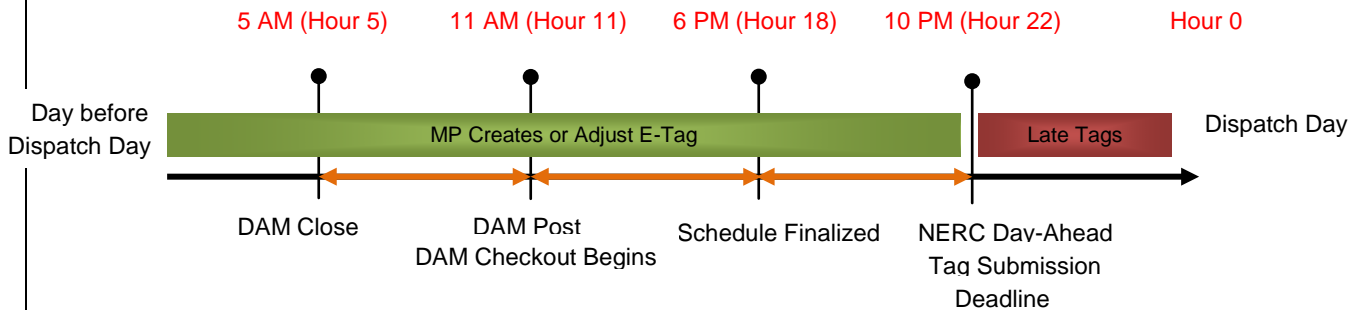 5 AM (Hour 5)
11 AM (Hour 11)
6 PM (Hour 18)
10 PM (Hour 22)
Hour 0
Day before
Dispatch Day
MP Creates or Adjust E-Tag
Late Tags
Dispatch Day
DAM Close
DAM Post
DAM Checkout Begins
Schedule Finalized
NERC Day-Ahead
Tag Submission
Deadline